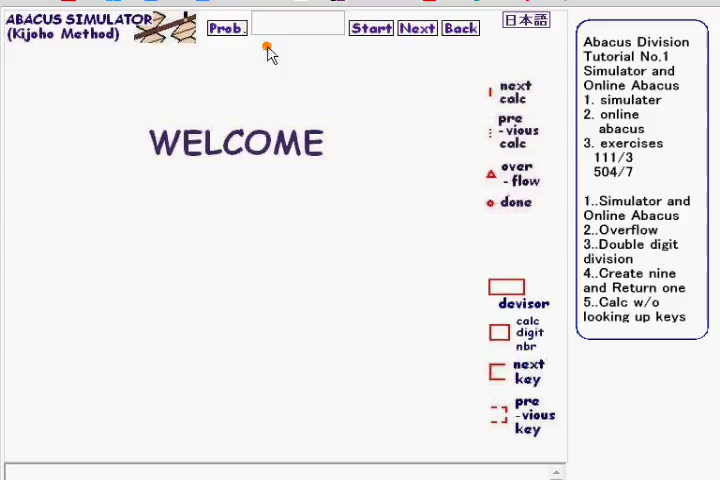 ABACUS SIMULATOR
(Kijoho Method)
Prob.
Start Next Back
日本語
WELCOME
next
calc
pre
-vious
calc
over
-flow
done
devisor
calc
digit
nbr
next
key
pre
-vious
key
Abacus Division
Tutorial No.1
Simulator and
Online Abacus
1. simulater
2. online
abacus
3. exercises
111/3
504/7
1..Simulator and
Online Abacus
2..Overflow
3..Double digit
division
4..Create nine
and Return one
5..Calc w/o
looking up keys